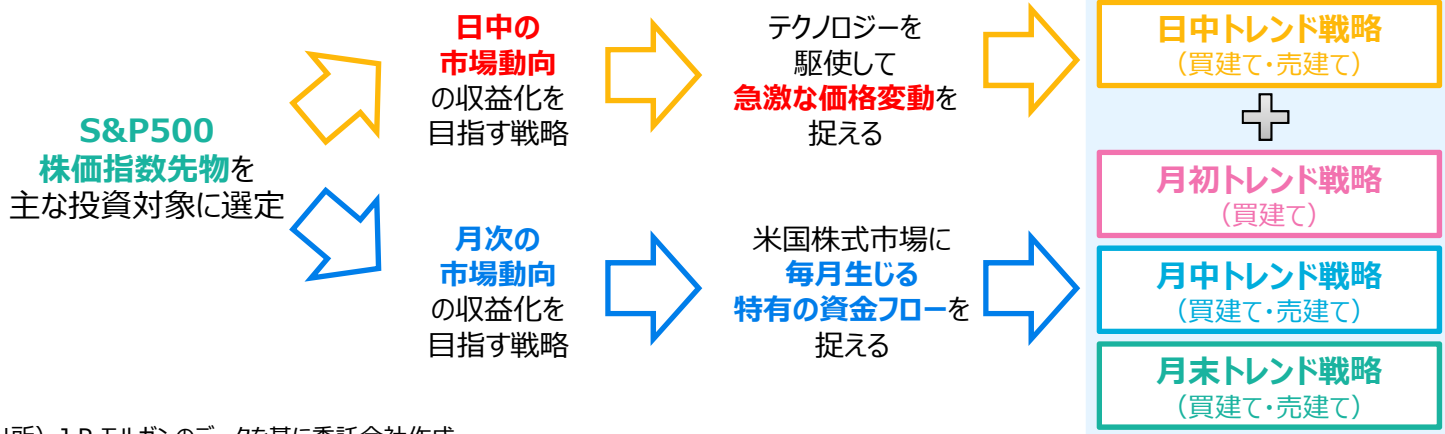 S&P500
株価指数先物を
主な投資対象に選定
日中の
市場動向
の収益化を
目指す戦略
テクノロジーを
駆使して
急激な価格変動を
捉える
日中トレンド戦略
（買建て・売建て）
月次の
市場動向
の収益化を
目指す戦略
米国株式市場に
毎月生じる
特有の資金フローを
捉える
月初トレンド戦略
（買建て）
月中トレンド戦略
（買建て・売建て）
月末トレンド戦略
（買建て・売建て）